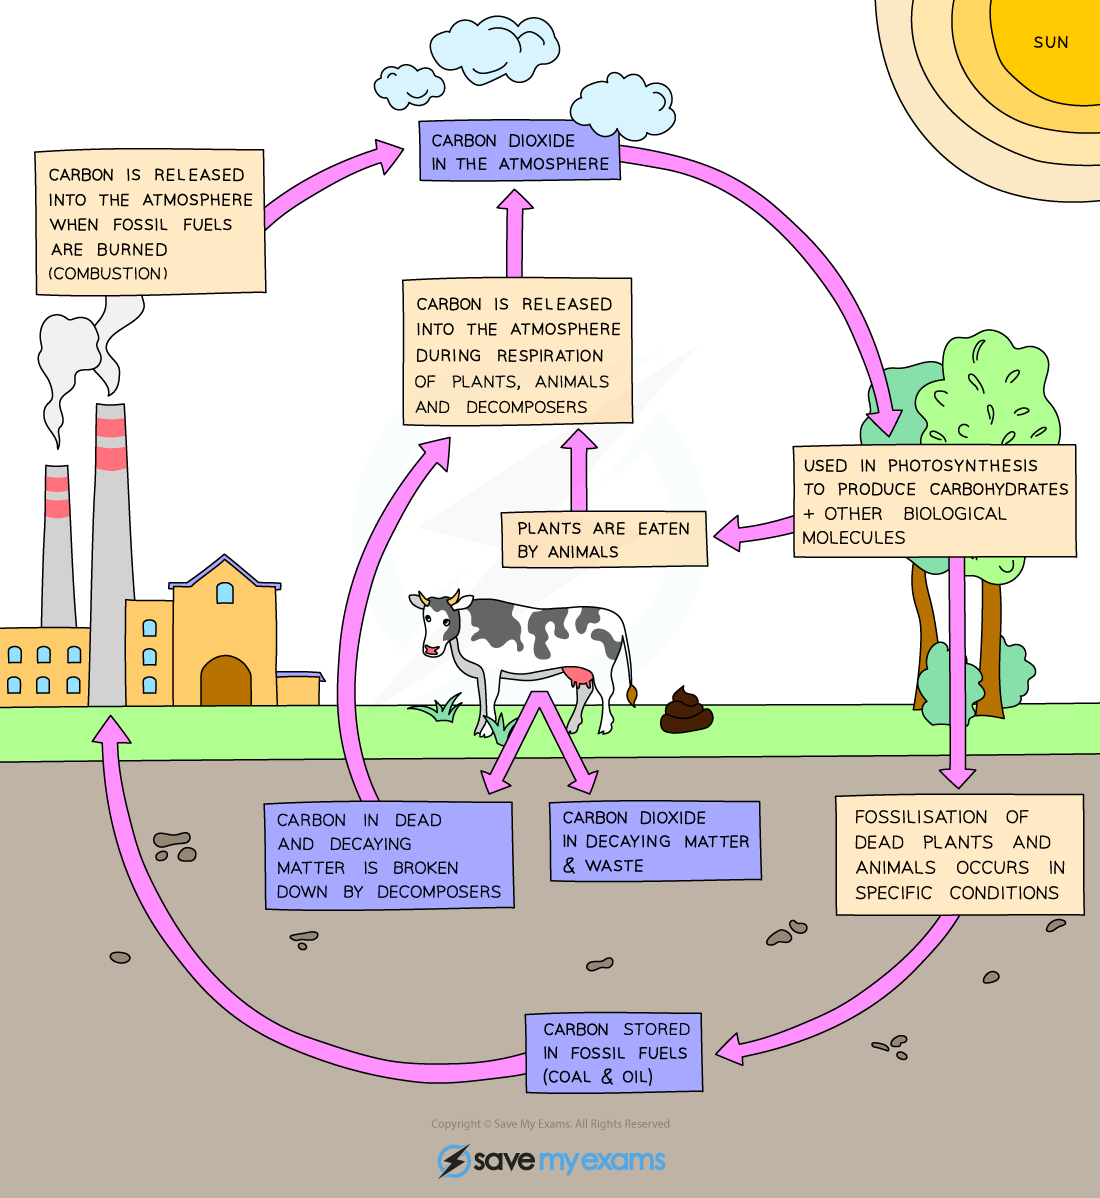 SUN
CARBON DIOXIDE
IN THE ATMOSPHERE
CARBON IS RELEASED
INTO THE ATMOSPHERE
WHEN FOSSIL FUELS
ARE BURNED
(COMBUSTION)
CARBON IS RELEASED
INTO THE ATMOSPHERE
DURING RESPIRATION
OF PLANTS, ANIMALS
AND DECOMPOSERS
USED IN PHOTOSYNTHESIS
TO PRODUCE CARBOHYDRATES
+ OTHER BIOLOGICAL
MOLECULES
PLANTS ARE EATEN
BY ANIMALS
CARBON IN DEAD
AND DECAYING
MATTER IS BROKEN
DOWN BY DECOMPOSERS
CARBON DIOXIDE
IN DECAYING MATTER
& WASTE
FOSSILISATION OF
DEAD PLANTS AND
ANIMALS OCCURS IN
SPECIFIC CONDITIONS
CARBON STORED
IN FOSSIL FUELS
(COAL & OIL)
Copyright © Save My Exams. All Rights Reserved
save my exams